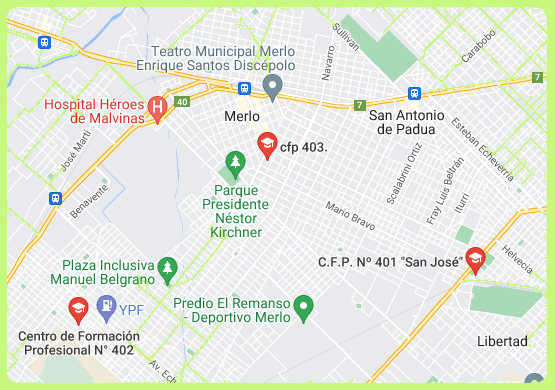 Sullivan
Carabobo
Teatro Municipal Merlo
Enrique Santos Discépolo
Navarro
7
Hospital Héroes
de Malvinas
H
40
7
Merlo
San Antonio
de Padua
José Martí
cfp 403.
Esteban Echeverría
Scalabrini Ortiz
Fray Luis Beltrán
Iturri
Benavente
Parque
Presidente
Néstor
Kirchner
Mario Bravo
Helvecia
C.F.P. Nº 401 "San José"
Plaza Inclusiva
Manuel Belgrano
YPF
Predio El Remanso
- Deportivo Merlo
Centro de Formación
Profesional N° 402
Libertad
Av. Ech